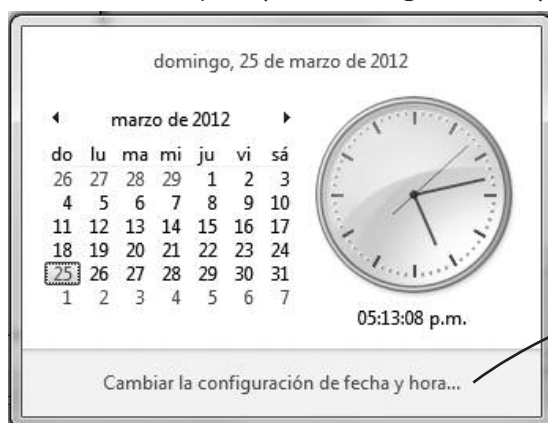 domingo, 25 de marzo de 2012
marzo de 2012
do lu ma mi ju vi sá
26 27 28 29 1 2 3
4 5 6 7 8 9 10
11 12 13 14 15 16 17
18 19 20 21 22 23 24
25 26 27 28 29 30 31
1 2 3 4 5 6 7
05:13:08 p.m.
Cambiar la configuración de fecha y hora...